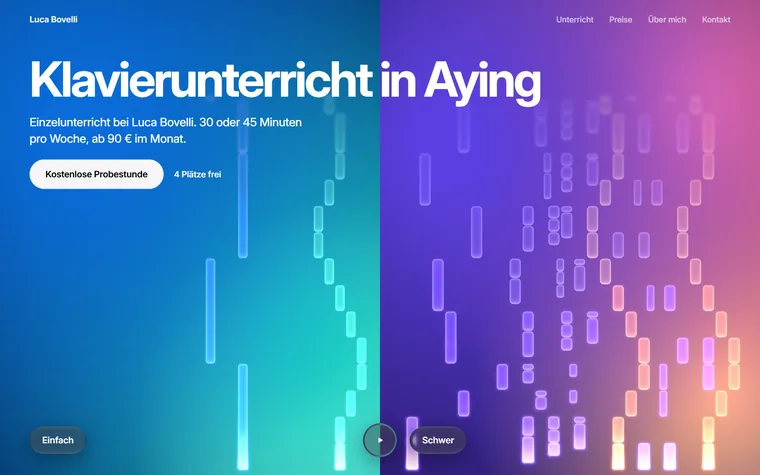 Luca Bovelli
Unterricht Preise Über mich Kontakt
Klavierunterricht in Aying
Einzelunterricht bei Luca Bovelli. 30 oder 45 Minuten
pro Woche, ab 90 € im Monat.
Kostenlose Probestunde 4 Plätze frei
Einfach Schwer